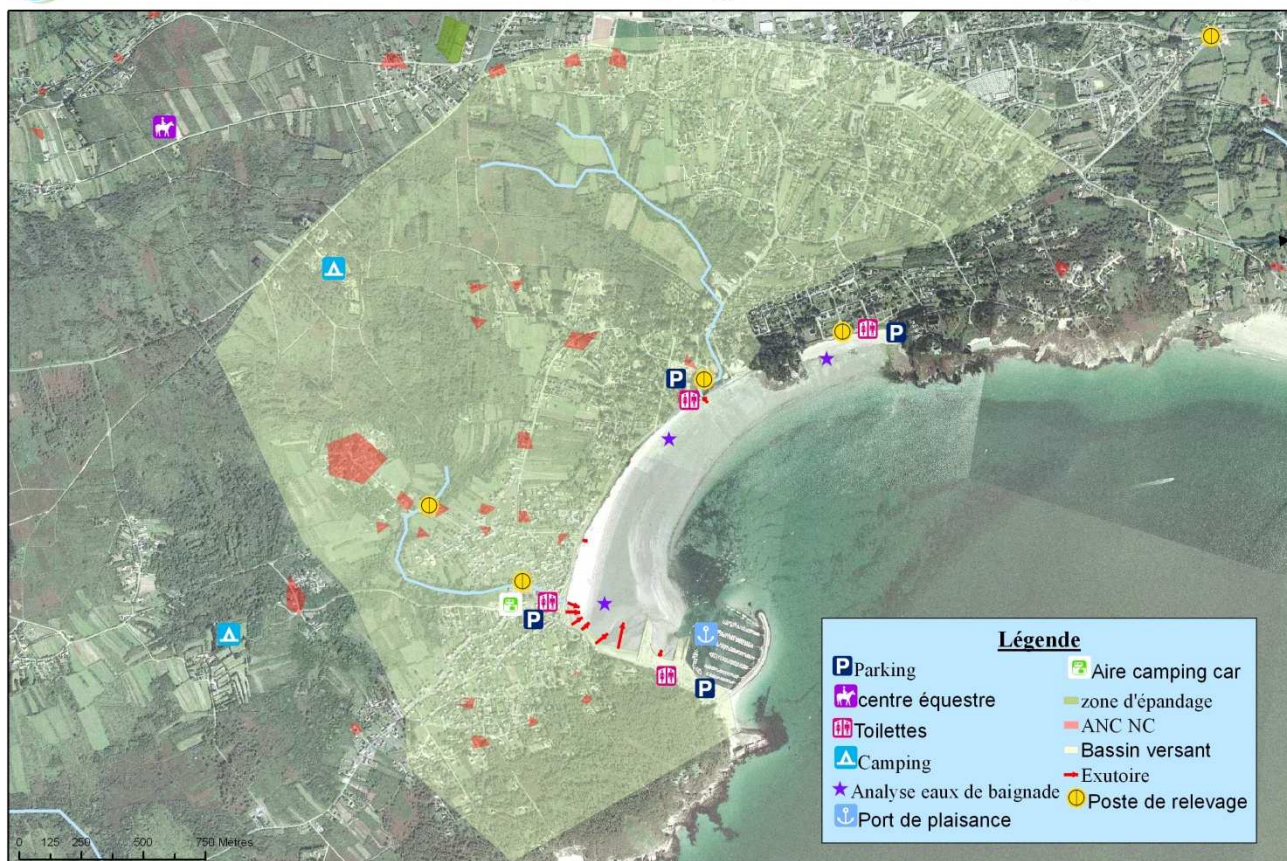 N
P
P
P
P
Légende
P Parking
centre équestre
Toilettes
Camping
Analyse eaux de baignade
Port de plaisance
Aire camping car
zone d'épandage
ANC NC
Bassin versant
Exutoire
Poste de relevage
0 125 250 500 750 Mètres